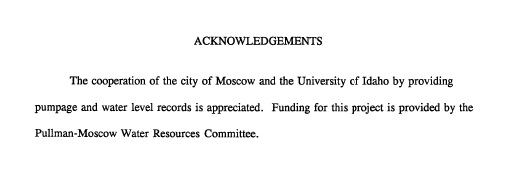 ACKNOWLEDGEMENTS
The cooperation of the city of Moscow and the University of Idaho by providing
pumpage and water level records is appreciated. Funding for this project is provided by the
Pullman-Moscow Water Resources Committee.